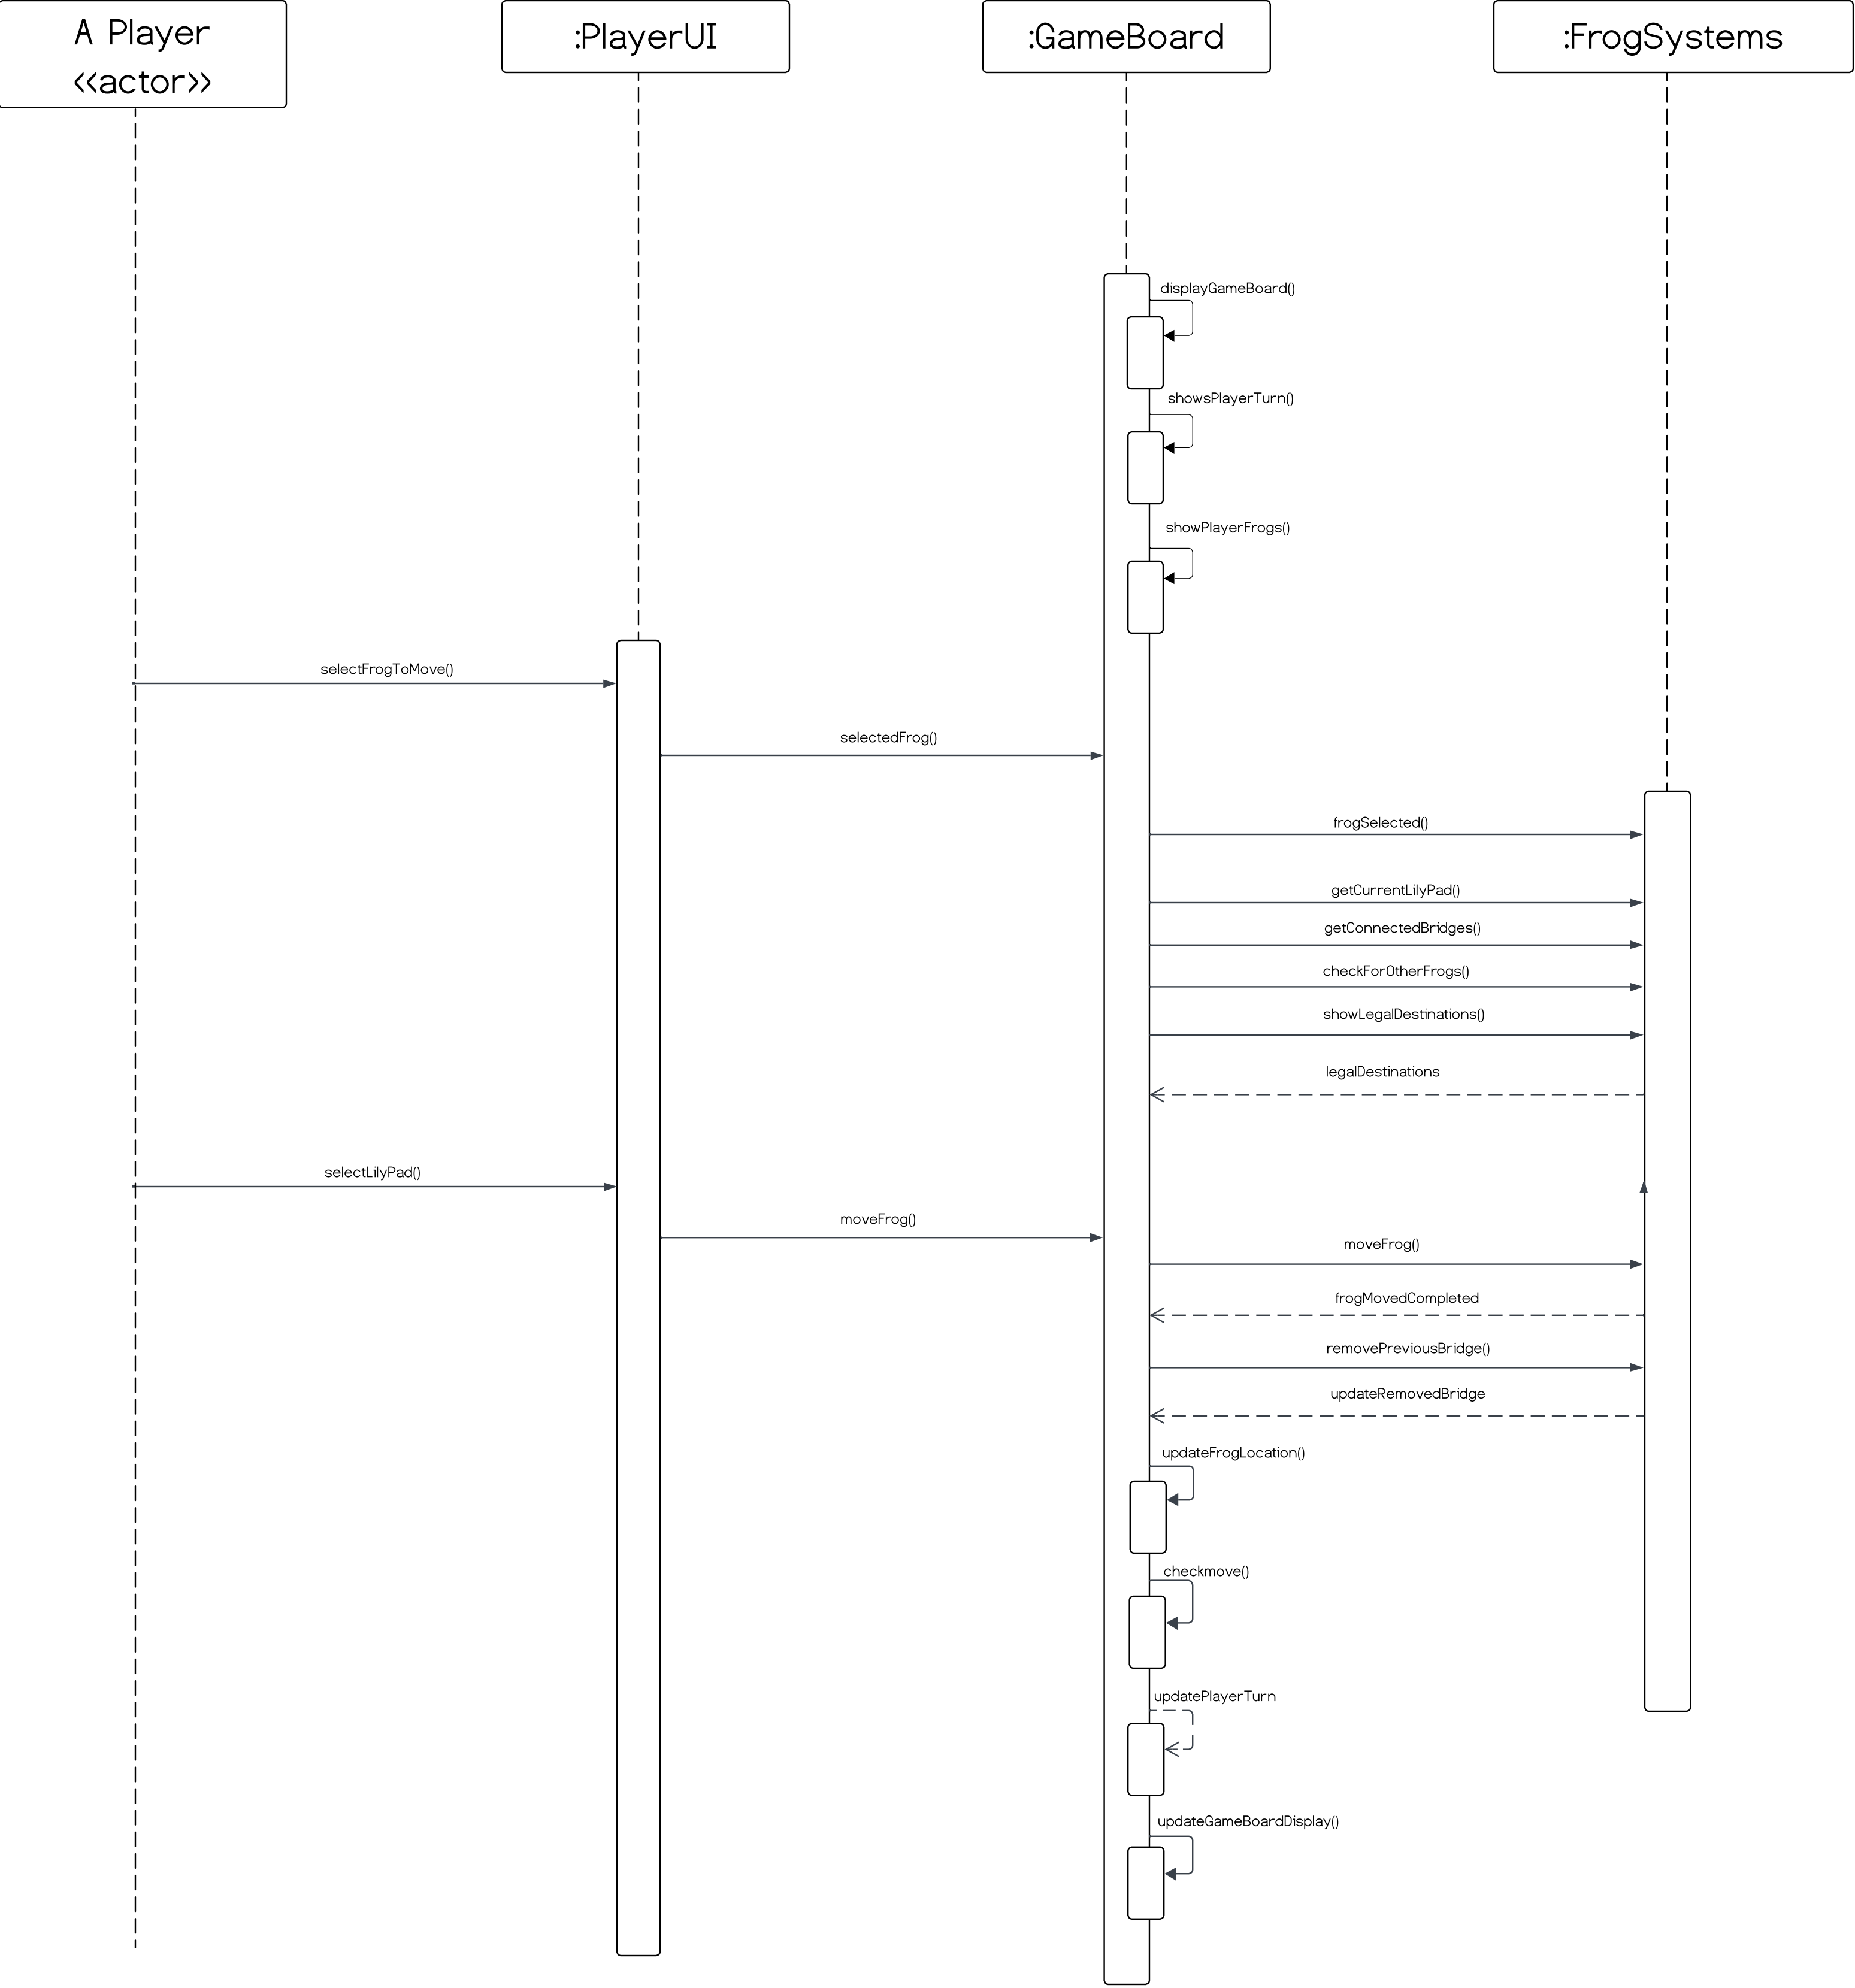 A Player
<<actor>>
:PlayerUI
:GameBoard
:FrogSystems
displayGameBoard()
showsPlayerTurn()
showPlayerFrogs()
selectFrogToMove()
selectedFrog()
frogSelected()
getCurrentLilyPad()
getConnectedBridges()
checkForOtherFrogs()
showLegalDestinations()
legalDestinations
selectLilyPad()
moveFrog()
moveFrog()
frogMovedCompleted
removePreviousBridge()
updateRemovedBridge
updateFrogLocation()
checkmove()
updatePlayerTurn
updateGameBoardDisplay()